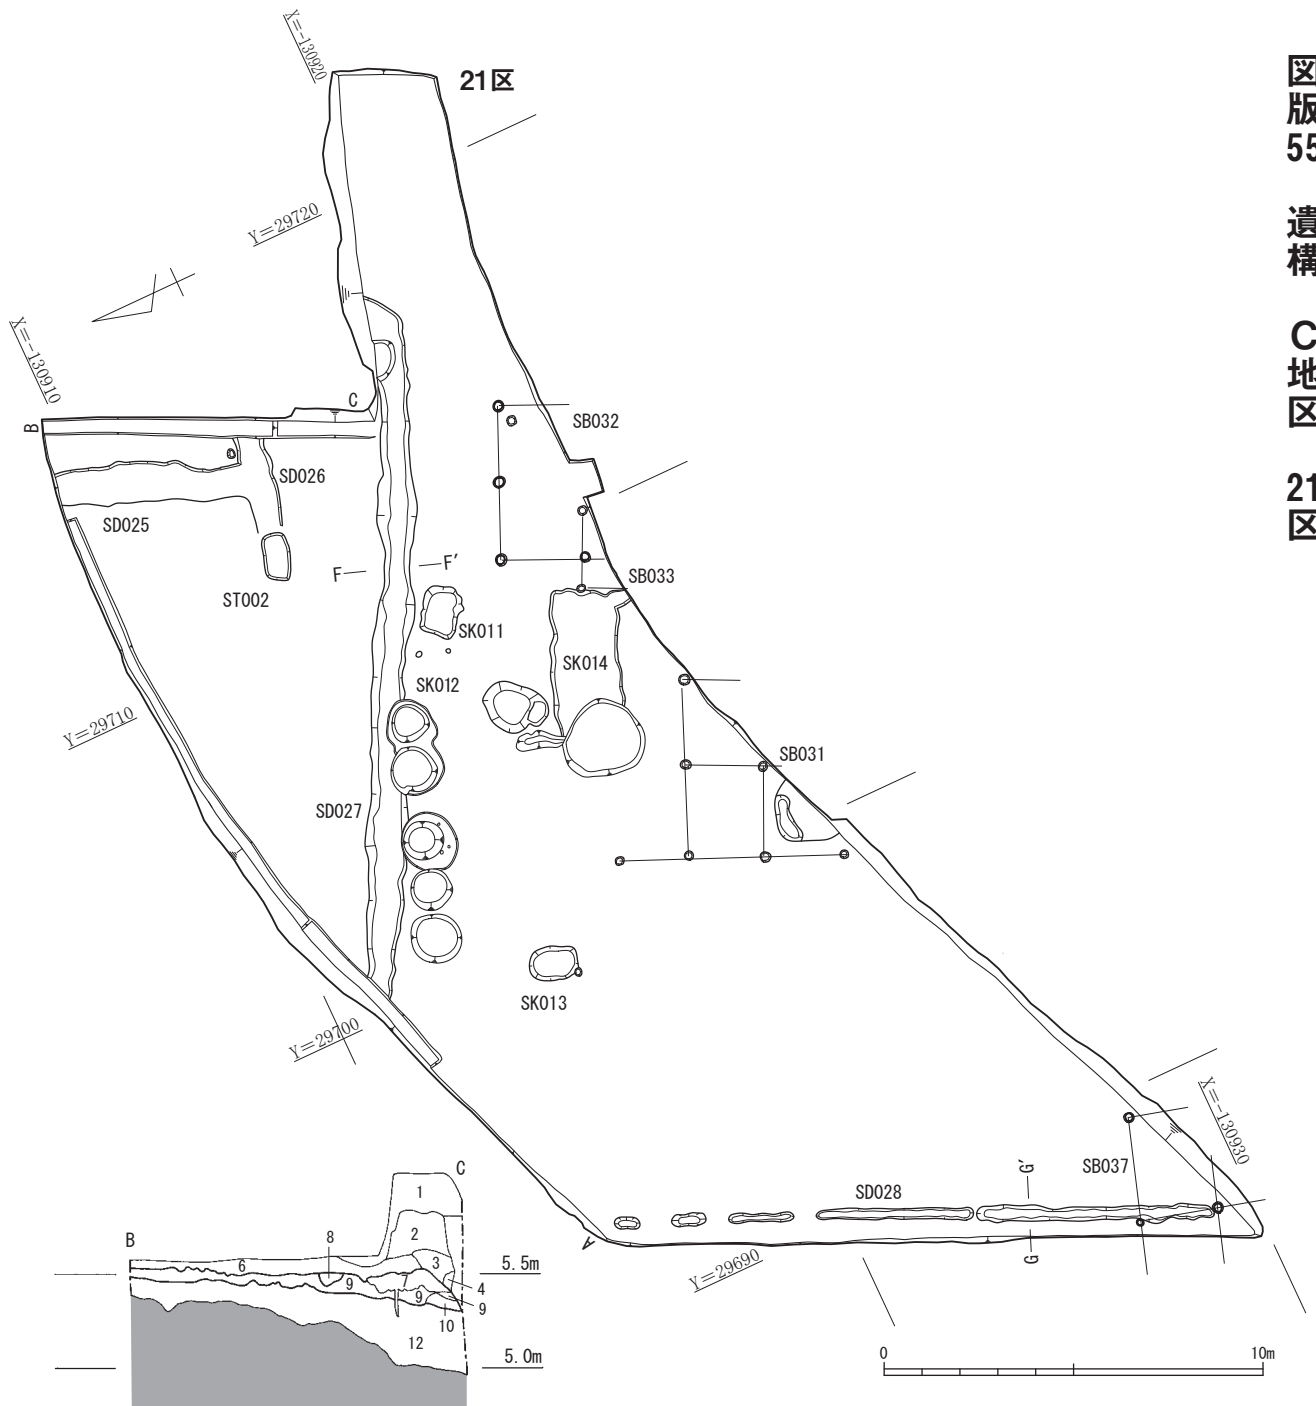 図版55 遺構 C地区 21区
21区
X=-130920
Y=29720
X=-130910
B
C
SB032
SD026
SD025
F
F′
ST002
SB033
SK011
SK014
SK012
Y=29710
SB031
SD027
SK013
Y=29700
X=-130930
SB037
G′
SD028
A
G
Y=29690
C
1
B
8
2
6
3
5.5m
9
7
4
9
9
10
12
5.0m
0
10m